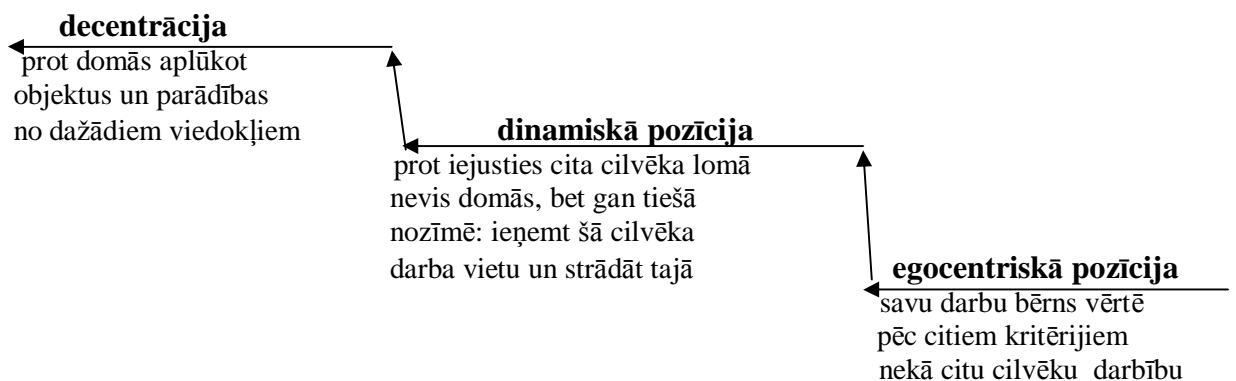 decentrācija
prot domās aplūkot
objektus un parādības
no dažādiem viedokļiem
dinamiskā pozīcija
prot iejusties cita cilvēka lomā
nevis domās, bet gan tiešā
nozīmē: ieņemt šā cilvēka
darba vietu un strādāt tajā
egocentriskā pozīcija
savu darbu bērns vērtē
pēc citiem kritērijiem
nekā citu cilvēku darbību